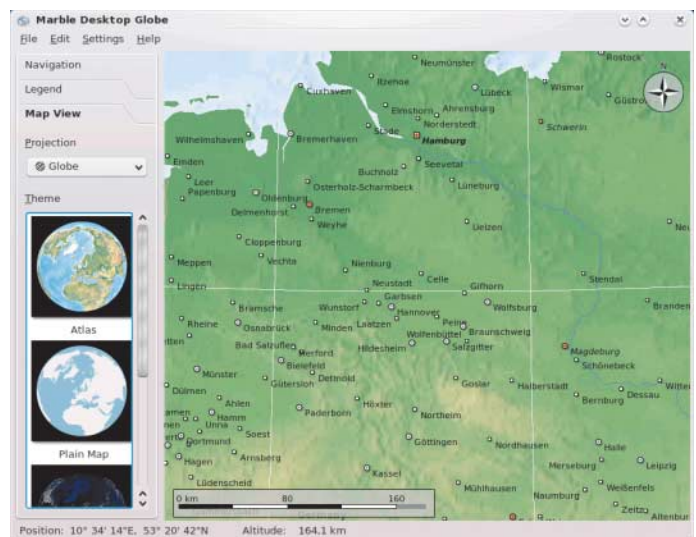 Marble Desktop Globe
File Edit Settings Help
Navigation
Legend
Map View
Projection
Globe
Theme
Atlas
Plain Map
N
Neumünster
Rostock
Itzehoe
Cuxhaven
Lübeck
Wismar
Elmshorn
Ahrensburg
Norderstedt
Stade
Schwerin
Wilhelmshaven
Bremerhaven
Hamburg
Emden
Seevetal
Buchholz
Leer
Papenburg
Osterholz-Scharmbeck
Lüneburg
Oldenburg
Delmenhorst
Bremen
Weyhe
Uelzen
Cloppenburg
Vechta
Meppen
Nienburg
Lingen
Neustadt
Celle
Gifhorn
Stendal
Garbsen
Bramsche
Wunstorf
Hannover
Wolfsburg
Branden
Rheine
Osnabrück
Minden
Laatzen
Peine
Braunschweig
Wolfenbüttel
Bad Salzuflen
Herford
Hildesheim
Salzgitter
Magdeburg
Bielefeld
Schönebeck
Münster
Gütersloh
Detmold
Goslar
Halberstadt
Dessau
Witter
Dülmen
Bernburg
Ahlen
Höxter
Hamm
Paderborn
Northeim
Unna
Soest
Dortmund
Göttingen
Nordhausen
Halle
Hagen
Arnsberg
Merseburg
Leipzig
Kassel
Lüdenscheid
Mühlhausen
Weißenfels
Naumburg
0 km 80 160
Zeitz
Altenbur
Position: 10° 34' 14"E, 53° 20' 42"N Altitude: 164,1 km